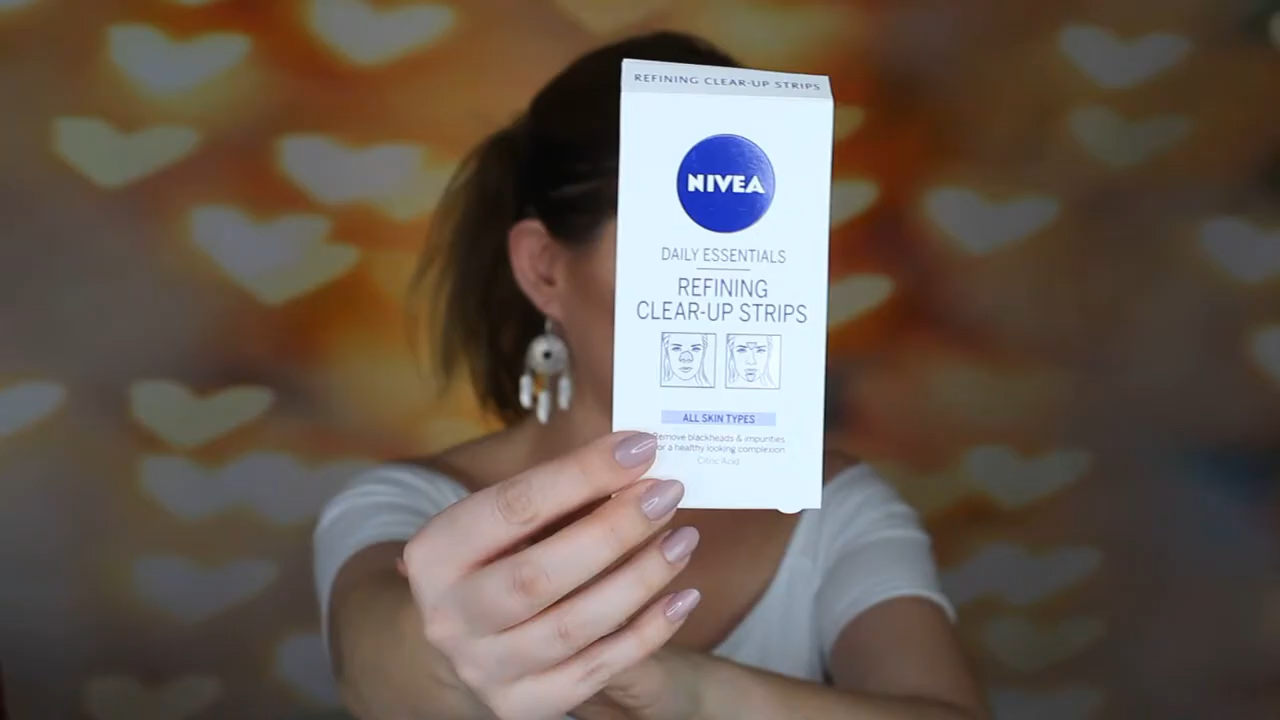 REFINING CLEAR-UP STRIPS
NIVEA
DAILY ESSENTIALS
REFINING
CLEAR-UP STRIPS
ALL SKIN TYPES
Remove blackheads & impurities
for a healthy looking complexion
Citric Acid